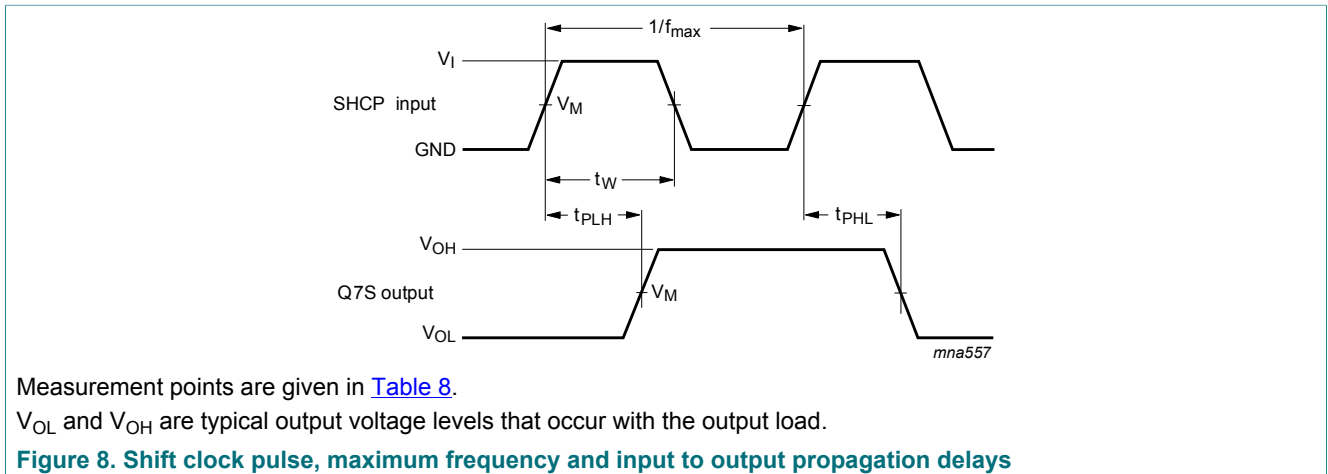 1/fmax
VI
SHCP input
VM
GND
tW
tPLH
tPHL
VOH
Q7S output
VM
VOL
mna557
Measurement points are given in Table 8.
VOL and VOH are typical output voltage levels that occur with the output load.
Figure 8. Shift clock pulse, maximum frequency and input to output propagation delays